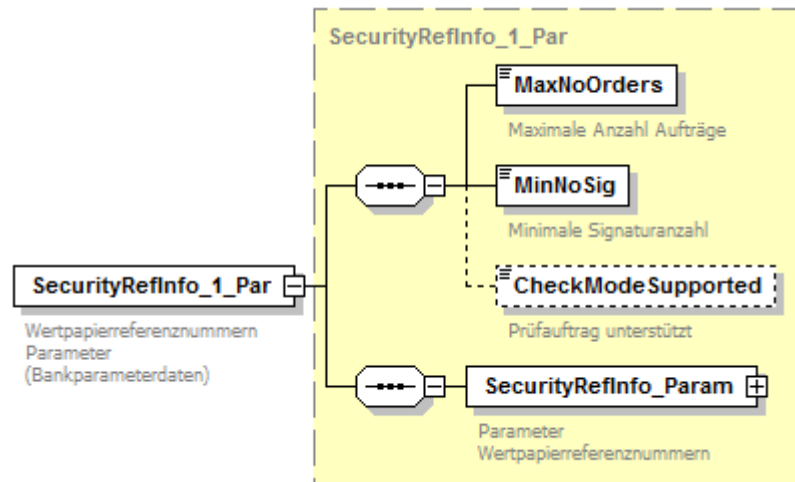 SecurityRefInfo_1_Par
MaxNoOrders
Maximale Anzahl Aufträge
MinNoSig
Minimale Signaturanzahl
CheckModeSupported
Prüfauftrag unterstützt
SecurityRefInfo_1_Par
Wertpapierreferenznummern
Parameter
(Bankparameterdaten)
SecurityRefInfo_Param
Parameter
Wertpapierreferenznummern